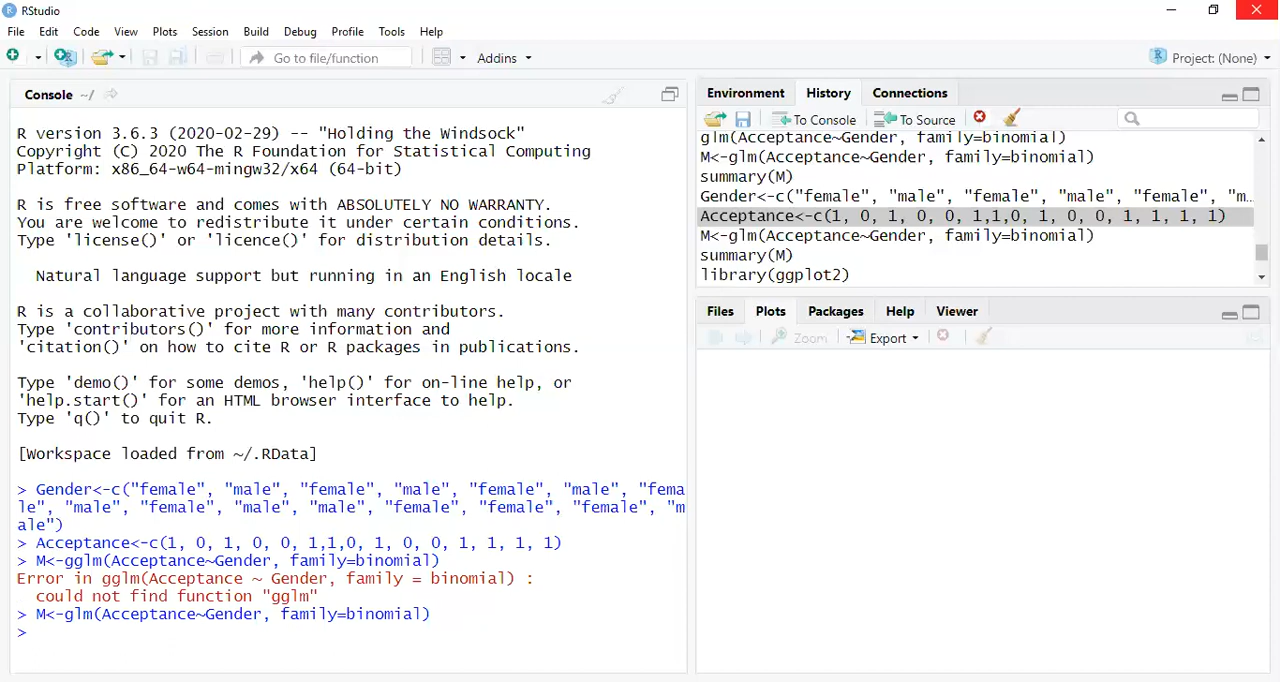 RStudio
File Edit Code View Plots Session Build Debug Profile Tools Help
Go to file/function Addins Project: (None)
Console ~/
R version 3.6.3 (2020-02-29) -- "Holding the Windsock"
Copyright (C) 2020 The R Foundation for Statistical Computing
Platform: x86_64-w64-mingw32/x64 (64-bit)
R is free software and comes with ABSOLUTELY NO WARRANTY.
You are welcome to redistribute it under certain conditions.
Type 'license()' or 'licence()' for distribution details.
Natural language support but running in an English locale
R is a collaborative project with many contributors.
Type 'contributors()' for more information and
'citation()' on how to cite R or R packages in publications.
Type 'demo()' for some demos, 'help()' for on-line help, or
'help.start()' for an HTML browser interface to help.
Type 'q()' to quit R.
[Workspace loaded from ~/.RData]
> Gender<-c("female", "male", "female", "male", "female", "male", "fema
le", "male", "female", "male", "male", "female", "female", "female", "m
ale")
> Acceptance<-c(1, 0, 1, 0, 0, 1,1,0, 1, 0, 0, 1, 1, 1, 1)
> M<-gglm(Acceptance~Gender, family=binomial)
Error in gglm(Acceptance ~ Gender, family = binomial) :
could not find function "gglm"
> M<-glm(Acceptance~Gender, family=binomial)
>
Environment History Connections
To Console To Source
glm(Acceptance~Gender, family=binomial)
M<-glm(Acceptance~Gender, family=binomial)
summary(M)
Gender<-c("female", "male", "female", "male", "female", "m…
Acceptance<-c(1, 0, 1, 0, 0, 1,1,0, 1, 0, 0, 1, 1, 1, 1)
M<-glm(Acceptance~Gender, family=binomial)
summary(M)
library(ggplot2)
Files Plots Packages Help Viewer
Zoom Export